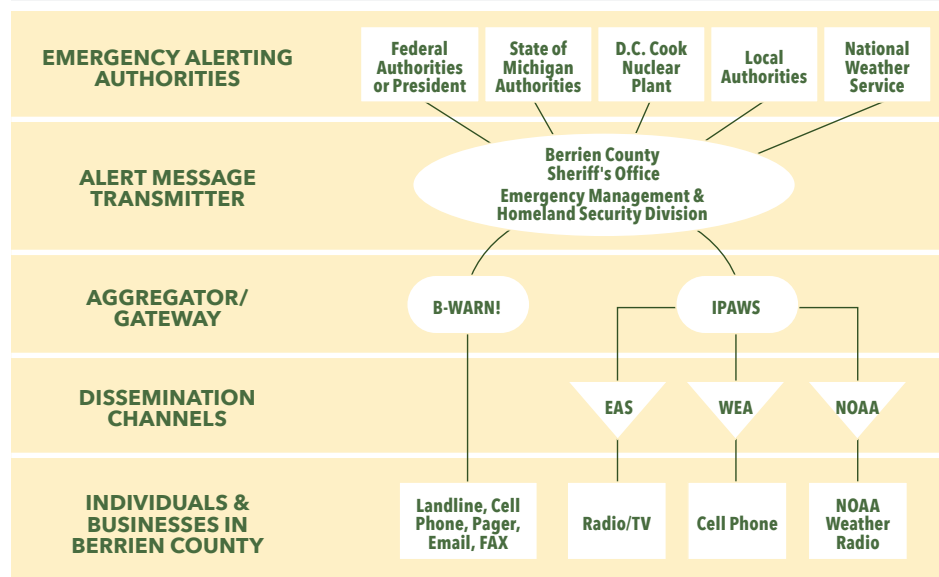 EMERGENCY ALERTING
AUTHORITIES
Federal
Authorities
or President
State of
Michigan
Authorities
D.C. Cook
Nuclear
Plant
Local
Authorities
National
Weather
Service
ALERT MESSAGE
TRANSMITTER
Berrien County
Sheriff's Office
Emergency Management &
Homeland Security Division
AGGREGATOR/
GATEWAY
B-WARN!
IPAWS
DISSEMINATION
CHANNELS
EAS
WEA
NOAA
INDIVIDUALS &
BUSINESSES IN
BERRIEN COUNTY
Landline, Cell
Phone, Pager,
Email, FAX
Radio/TV
Cell Phone
NOAA
Weather
Radio